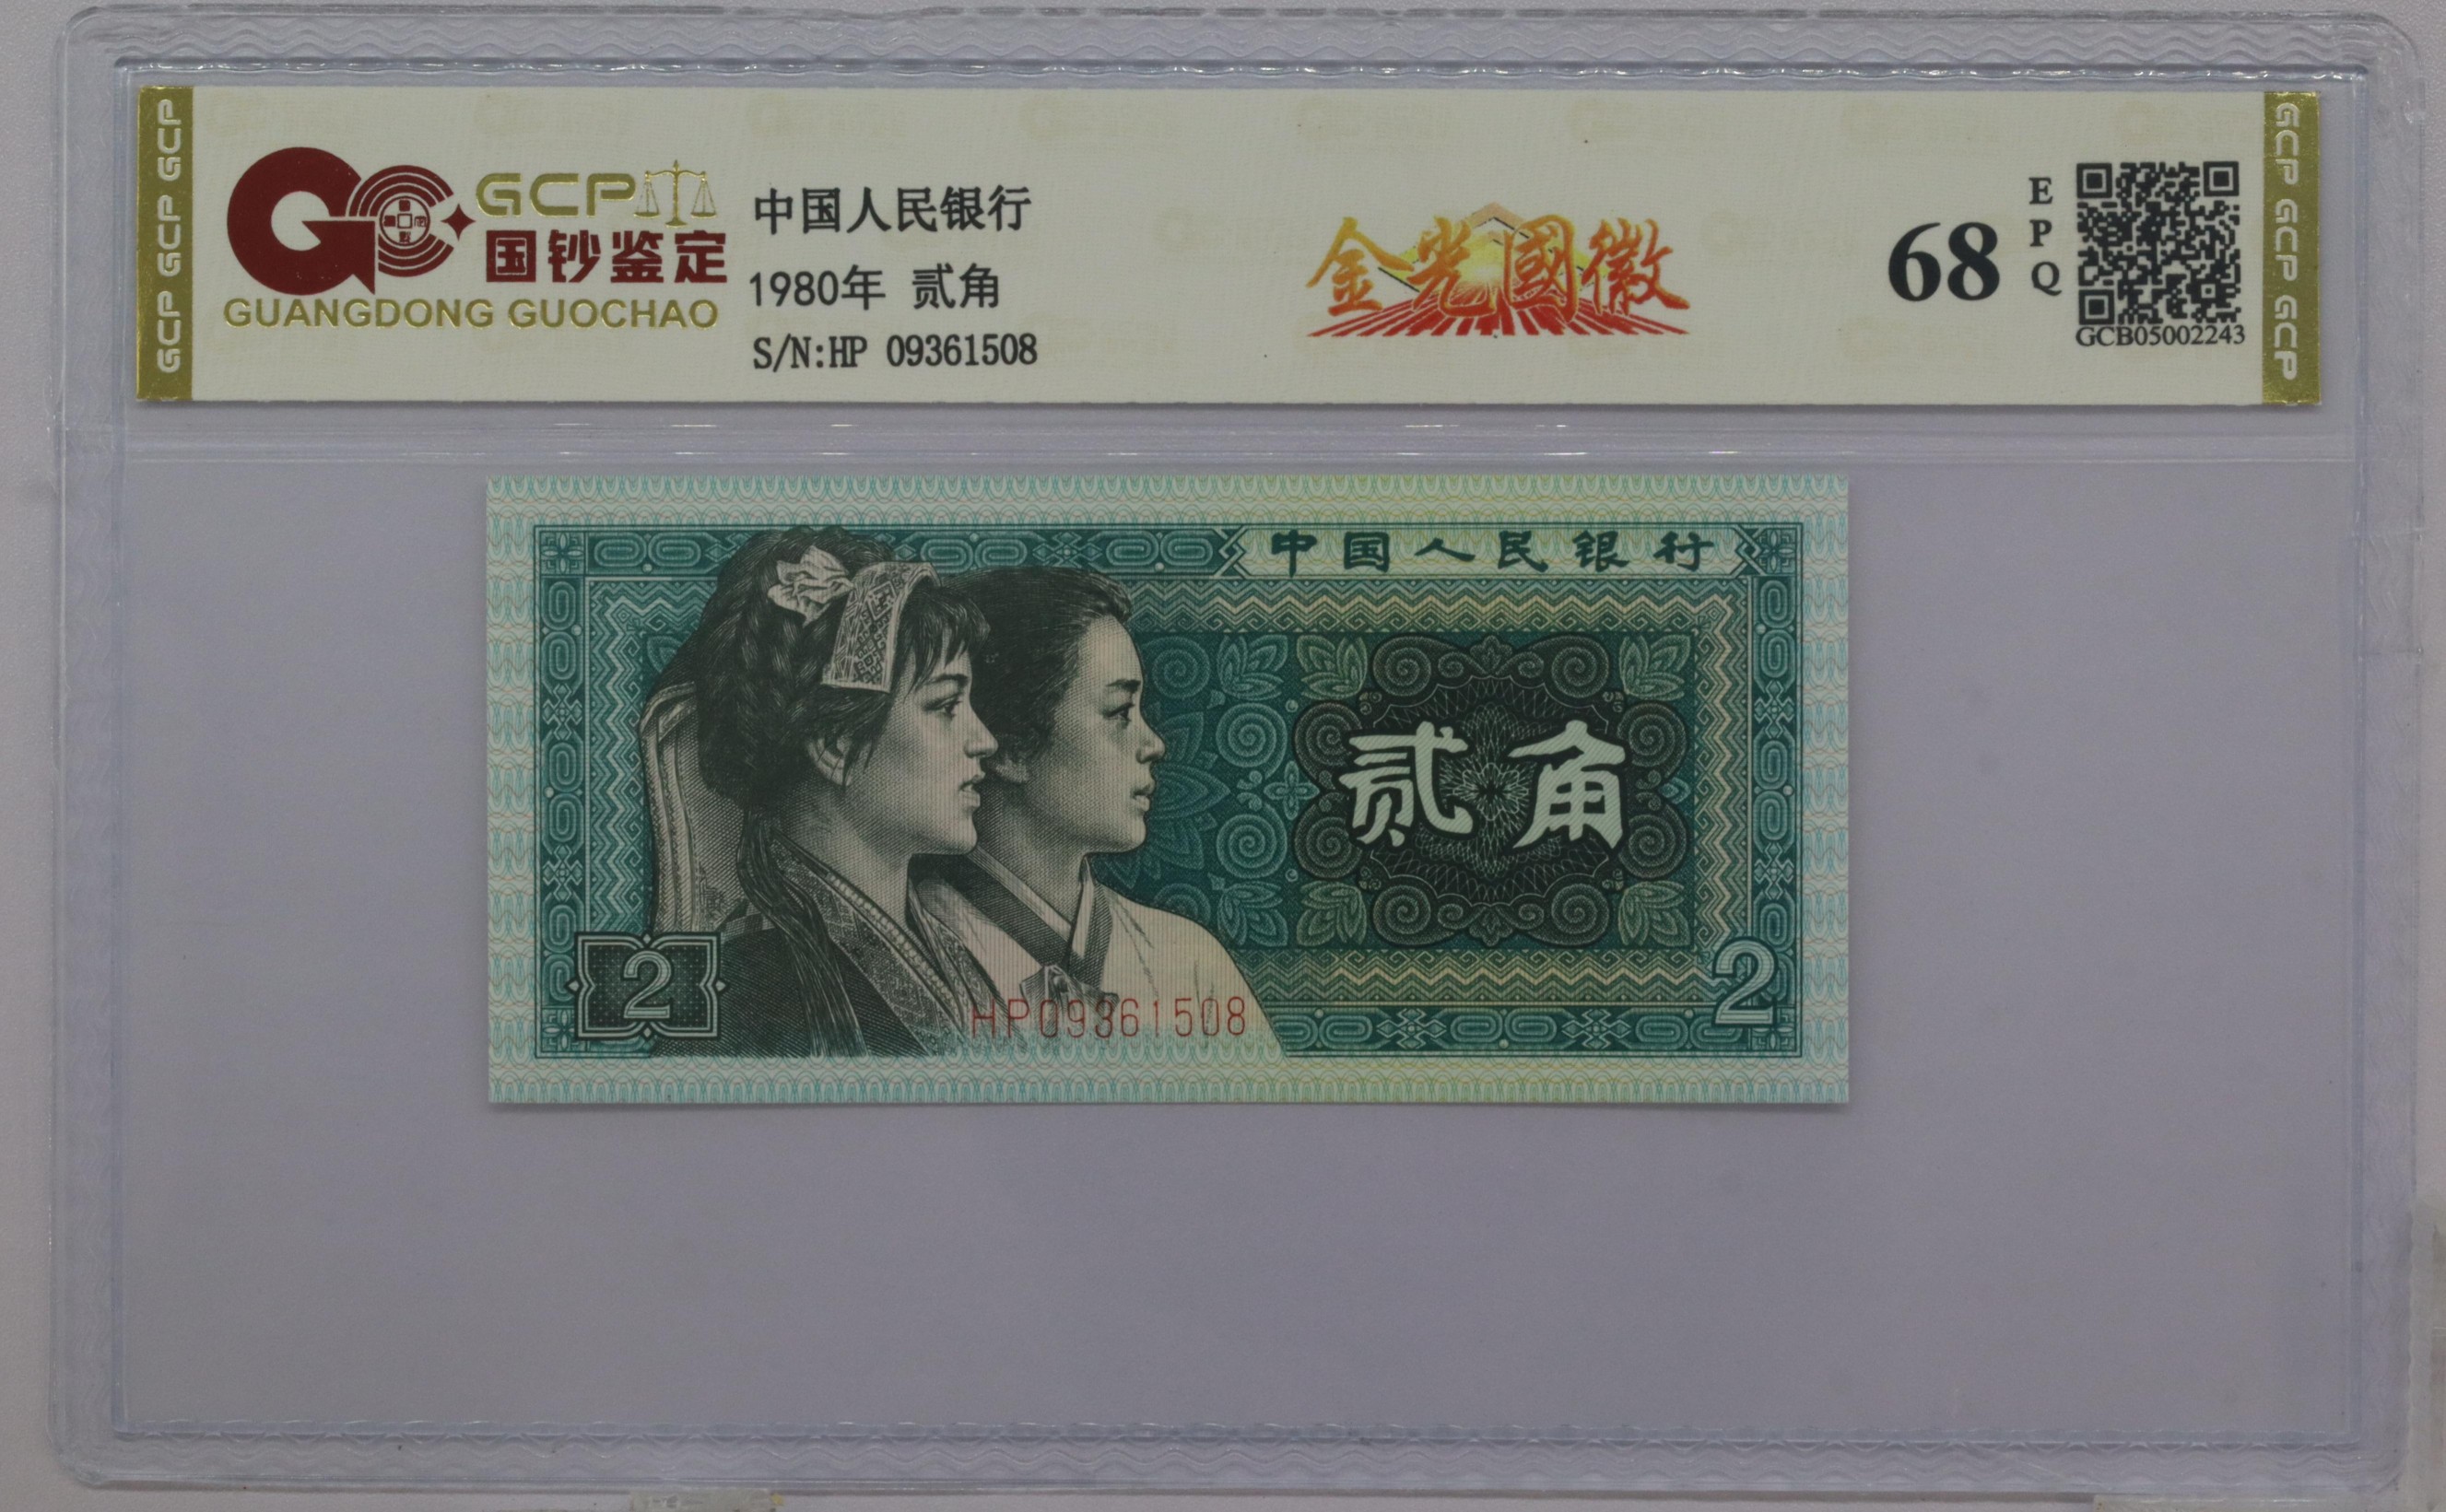 GCP GCP GCP
GCP
国钞鉴定
GUANGDONG GUOCHAO
中国人民银行
1980年 贰角
S/N:HP 09361508
金光國徽
68
EPQ
GCB05002243
GCP GCP GCP
中国人民银行
贰角
2
HP09361508
2